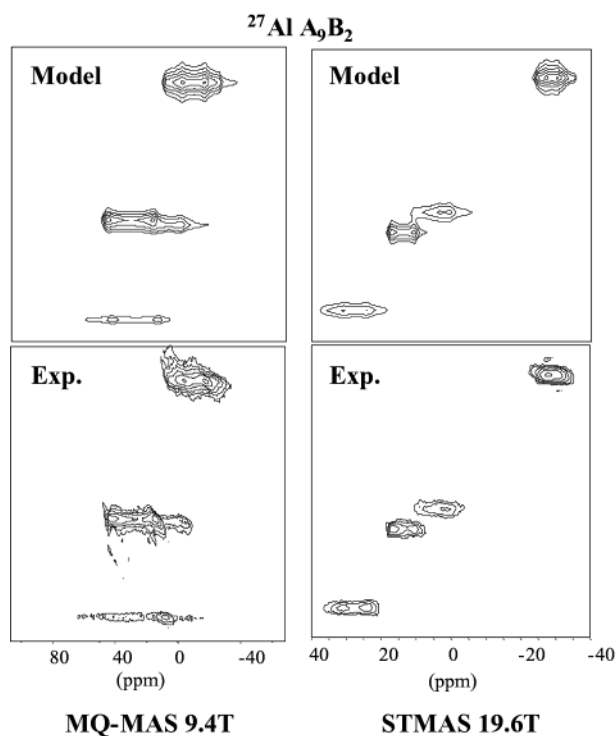 ²⁷Al A₉B₂
Model
Model
Exp.
Exp.
80 40 0 -40
40 20 0 -20 -40
(ppm)
(ppm)
MQ-MAS 9.4T
STMAS 19.6T